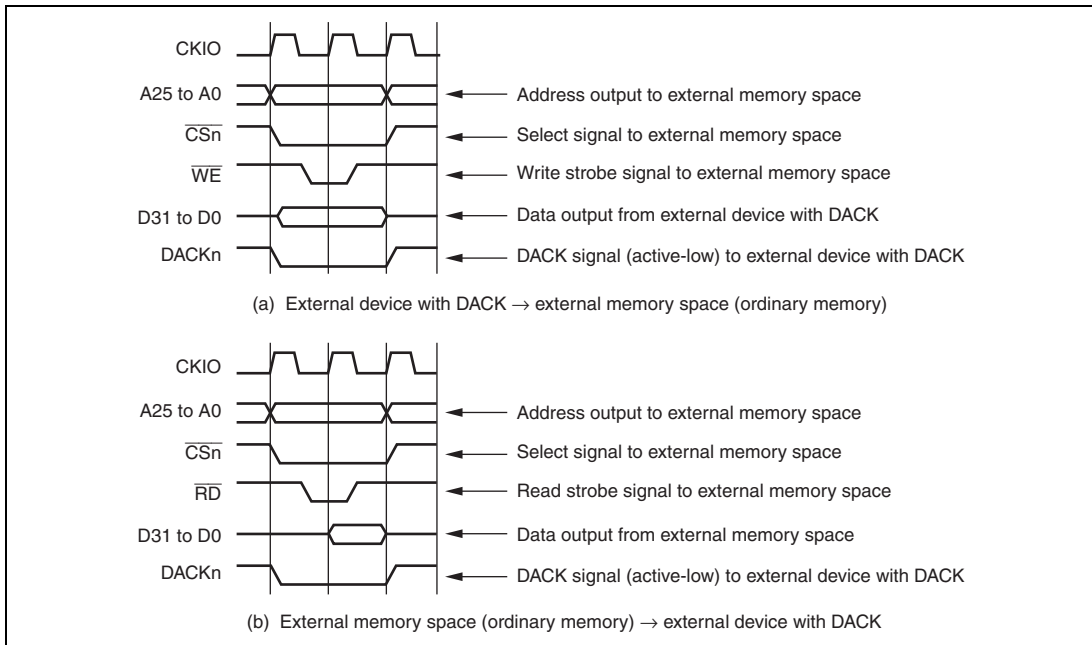 CKIO
A25 to A0 Address output to external memory space
CSn Select signal to external memory space
WE Write strobe signal to external memory space
D31 to D0 Data output from external device with DACK
DACKn DACK signal (active-low) to external device with DACK
(a) External device with DACK → external memory space (ordinary memory)
CKIO
A25 to A0 Address output to external memory space
CSn Select signal to external memory space
RD Read strobe signal to external memory space
D31 to D0 Data output from external memory space
DACKn DACK signal (active-low) to external device with DACK
(b) External memory space (ordinary memory) → external device with DACK